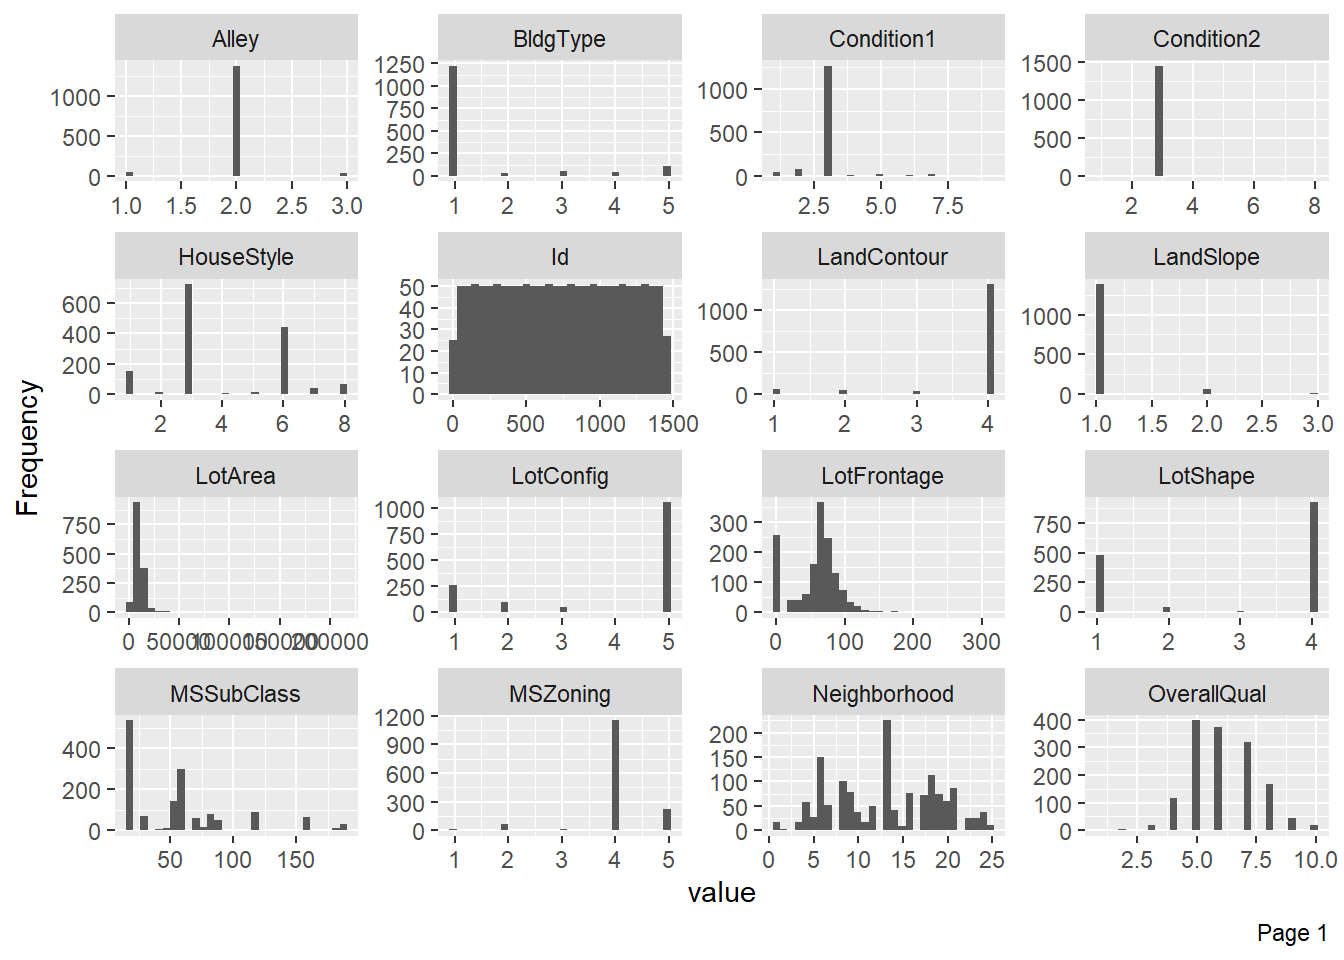 Alley BldgType Condition1 Condition2
1000
500
0
1.0 1.5 2.0 2.5 3.0
1250
1000
750
500
250
0
1 2 3 4 5
1000
500
0
2.5 5.0 7.5
1500
1000
500
0
2 4 6 8
HouseStyle Id LandContour LandSlope
600
400
200
0
2 4 6 8
50
40
30
20
10
0
0 500 1000 1500
1000
500
0
1 2 3 4
1000
500
0
1.0 1.5 2.0 2.5 3.0
LotArea LotConfig LotFrontage LotShape
750
500
250
0
0 50000 100000 150000 200000
1000
750
500
250
0
1 2 3 4 5
300
200
100
0
0 100 200 300
750
500
250
0
1 2 3 4
MSSubClass MSZoning Neighborhood OverallQual
400
200
0
50 100 150
1200
900
600
300
0
1 2 3 4 5
200
150
100
50
0
0 5 10 15 20 25
400
300
200
100
0
2.5 5.0 7.5 10.0
Frequency
value
Page 1